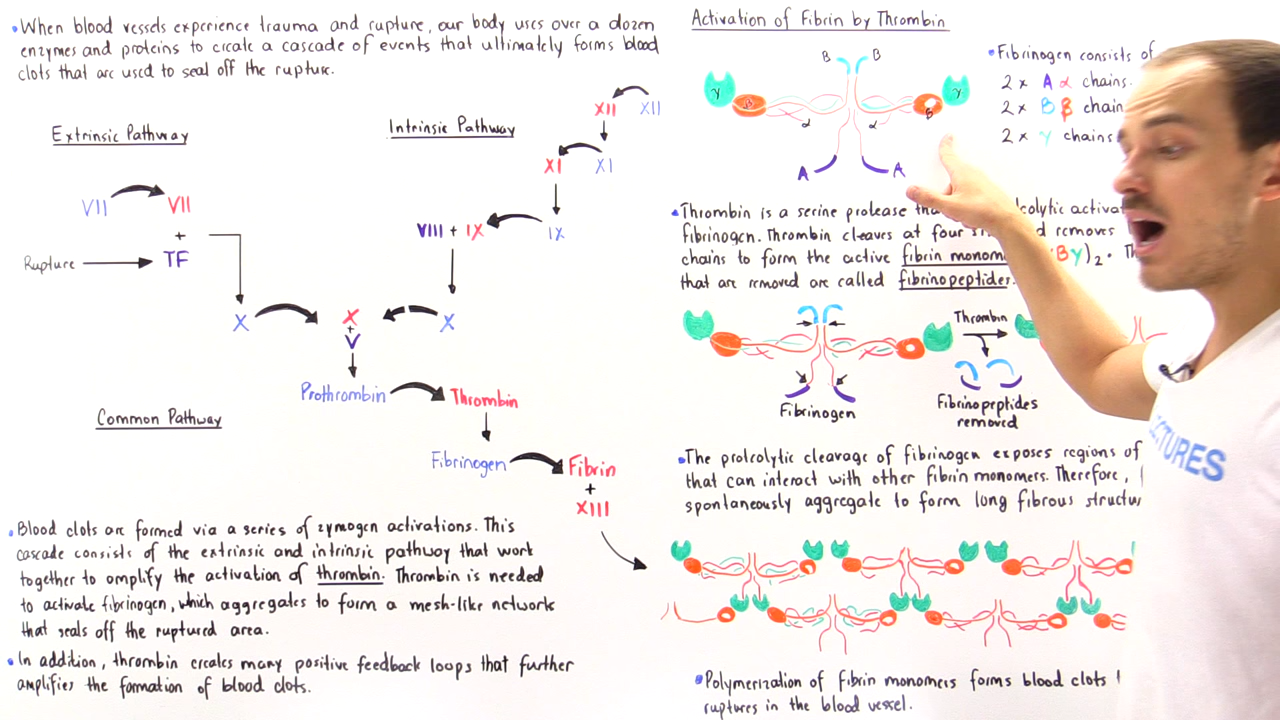 •When blood vessels experience trauma and rupture, our body uses over a dozen
enzymes and proteins to create a cascade of events that ultimately forms blood
clots that are used to seal off the rupture.
Extrinsic Pathway
Intrinsic Pathway
XII XII
XI XI
VII VII
+
VIII + IX IX
Rupture TF
X X X
+
V
Prothrombin Thrombin
Common Pathway
Fibrinogen Fibrin
+
XIII
•Blood clots are formed via a series of zymogen activations. This
cascade consists of the extrinsic and intrinsic pathway that work
together to amplify the activation of thrombin. Thrombin is needed
to activate fibrinogen, which aggregates to form a mesh-like network
that seals off the ruptured area.
•In addition, thrombin creates many positive feedback loops that further
amplifies the formation of blood clots.
Activation of Fibrin by Thrombin
B B
γ β β γ
α α
A A
•Fibrinogen consists of
2 x A α chains.
2 x B β chain
2 x γ chains
•Thrombin is a serine protease
fibrinogen. Thrombin cleaves at four removes
chains to form the active fibrin monom βγ)2.
that are removed are called fibrinopeptides.
Thrombin
Fibrinogen
Fibrinopeptides
removed
•The proteolytic cleavage of fibrinogen exposes regions of
that can interact with other fibrin monomers. Therefore,
spontaneously aggregate to form long fibrous structur
•Polymerization of fibrin monomers forms blood clots
ruptures in the blood vessel.
CTURES